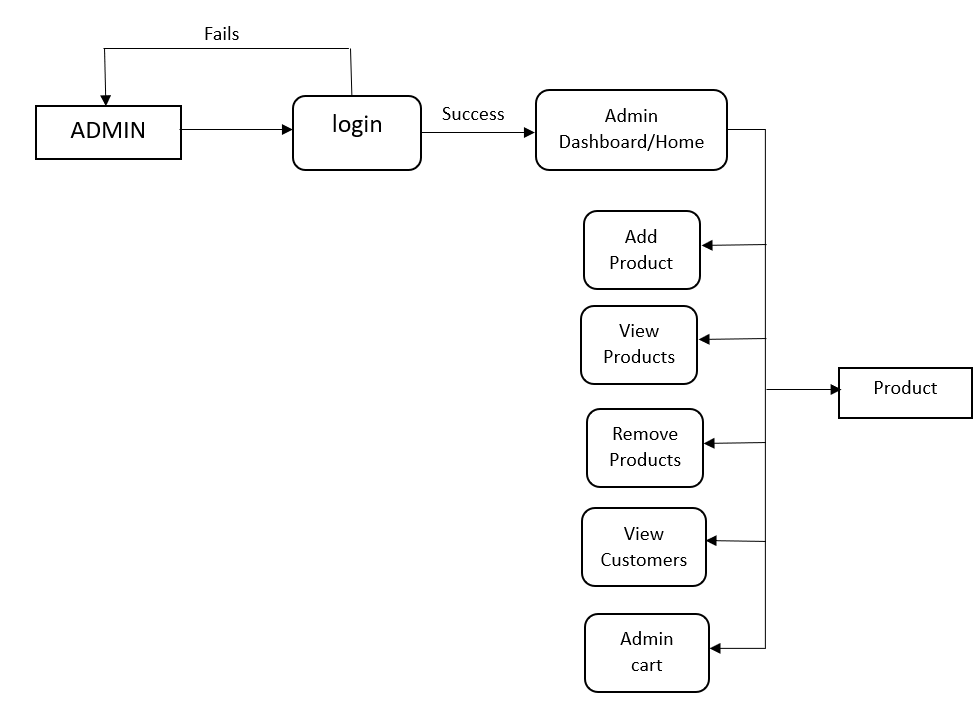 Fails
ADMIN
login
Success
Admin
Dashboard/Home
Add
Product
View
Products
Product
Remove
Products
View
Customers
Admin
cart